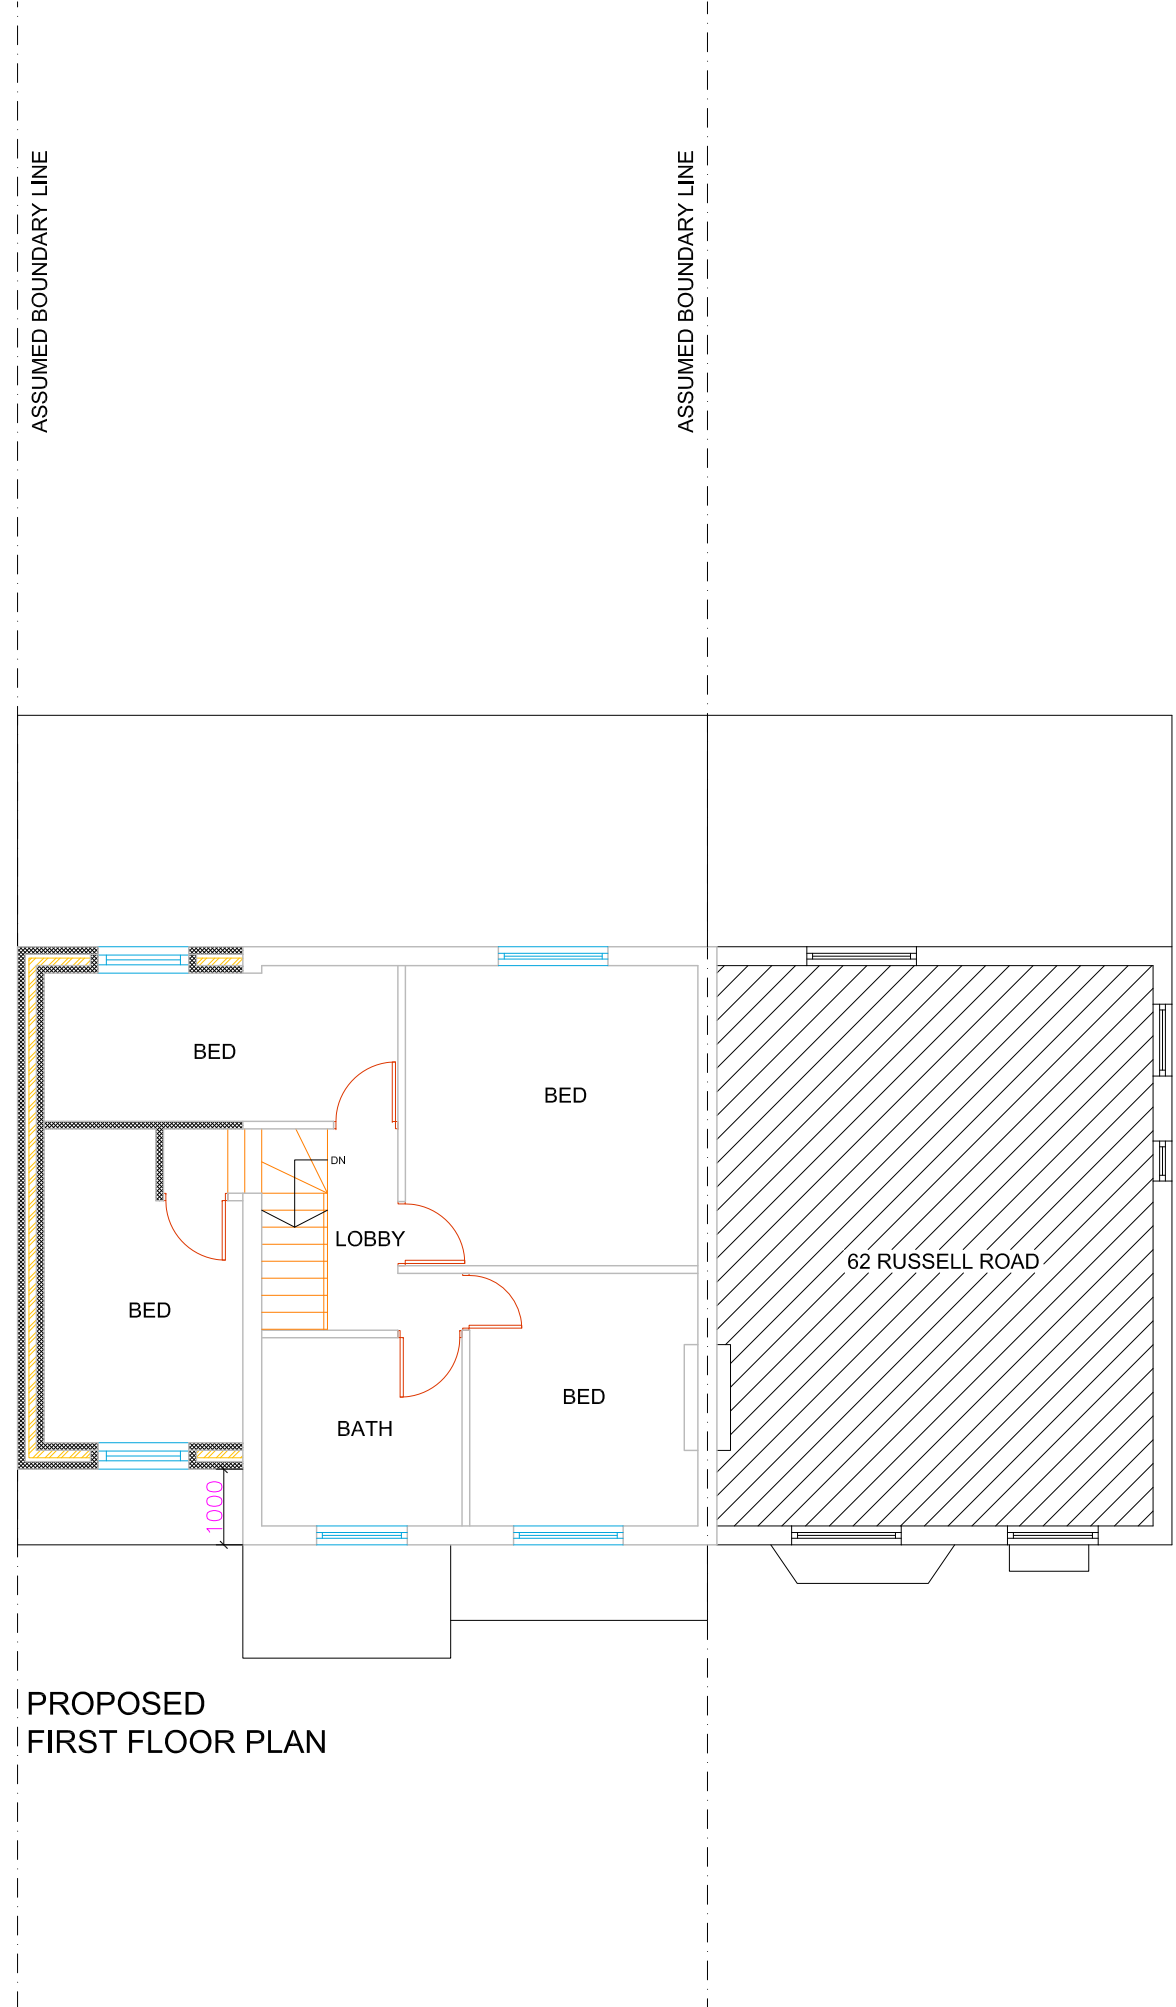 ASSUMED BOUNDARY LINE
ASSUMED BOUNDARY LINE
BED
BED
DN
LOBBY
62 RUSSELL ROAD
BED
BED
BATH
1000
PROPOSED
FIRST FLOOR PLAN